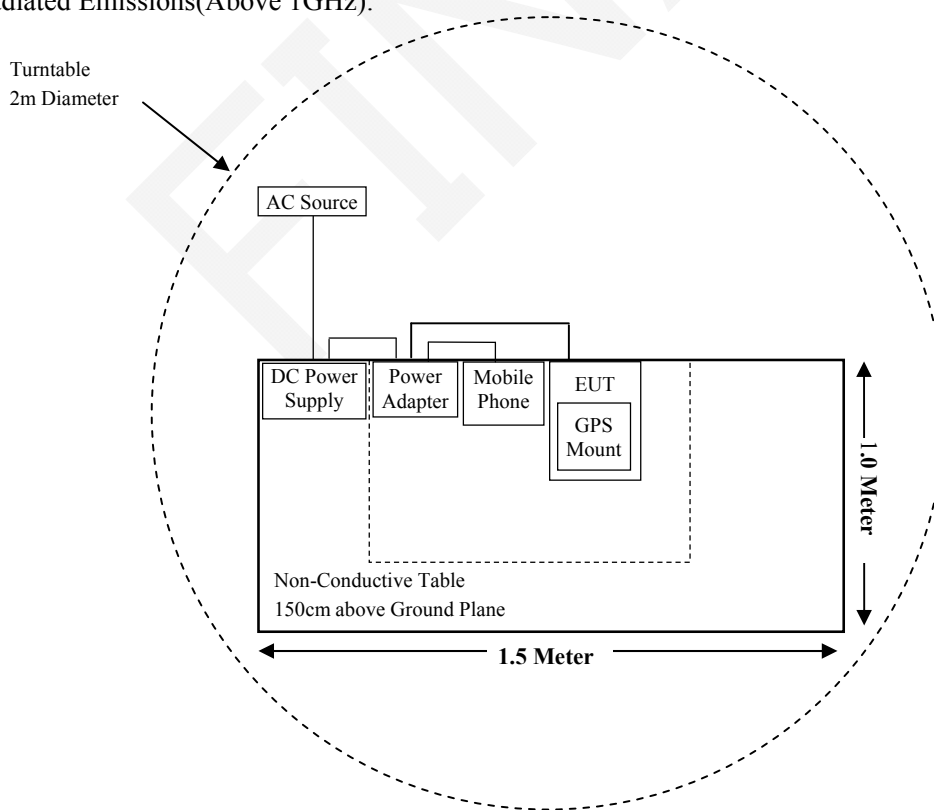 Emissions(Above 1GHz):
Turntable
2m Diameter
AC Source
DC Power
Supply
Power
Adapter
Mobile
Phone
EUT
GPS
Mount
1.0 Meter
Non-Conductive Table
150cm above Ground Plane
1.5 Meter